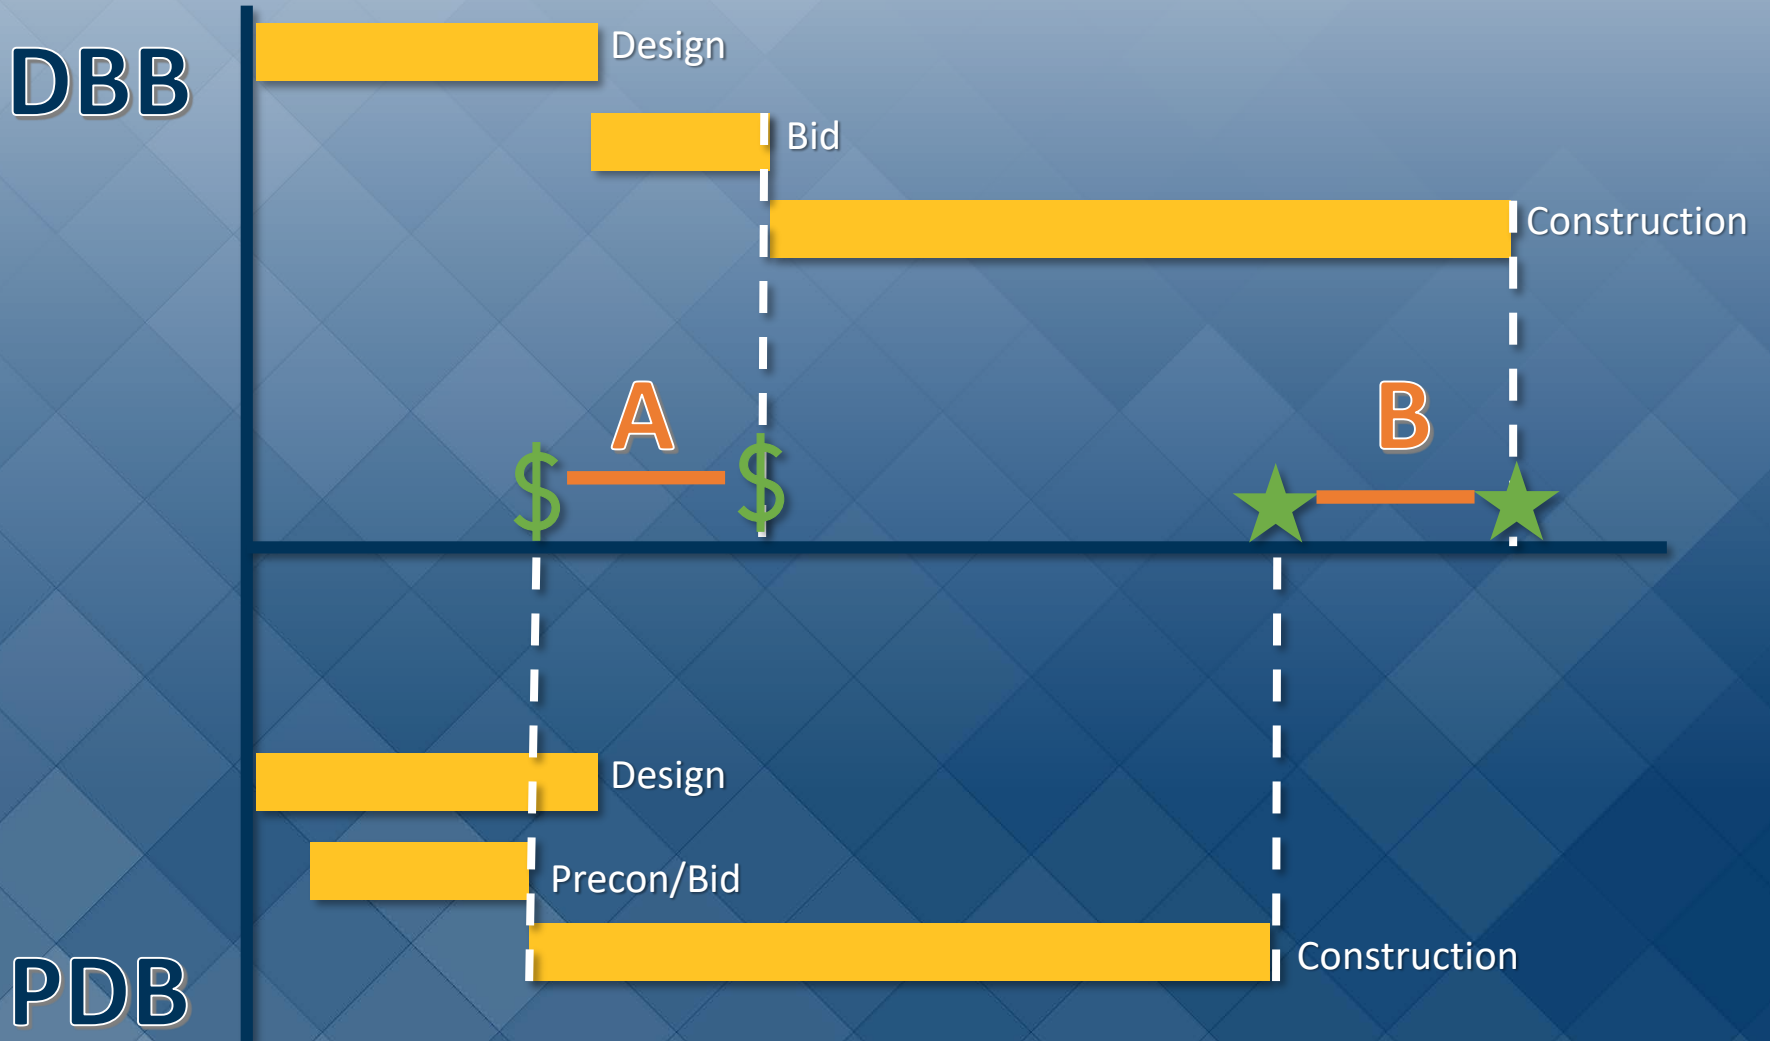 DBB
Design
Bid
Construction
A
B
$
$
Design
Precon/Bid
Construction
PDB